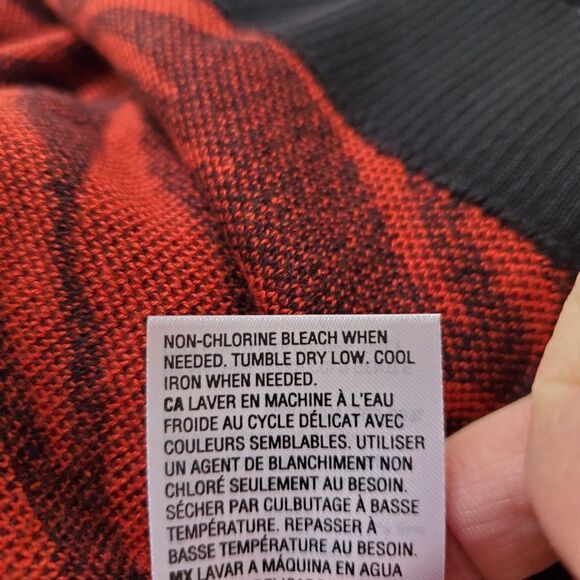 NON-CHLORINE BLEACH WHEN
NEEDED. TUMBLE DRY LOW. COOL
IRON WHEN NEEDED.
CA LAVER EN MACHINE À L'EAU
FROIDE AU CYCLE DÉLICAT AVEC
COULEURS SEMBLABLES. UTILISER
UN AGENT DE BLANCHIMENT NON
CHLORÉ SEULEMENT AU BESOIN.
SÉCHER PAR CULBUTAGE À BASSE
TEMPÉRATURE. REPASSER À
BASSE TEMPÉRATURE AU BESOIN.
MX LAVAR A MÁQUINA EN AGUA